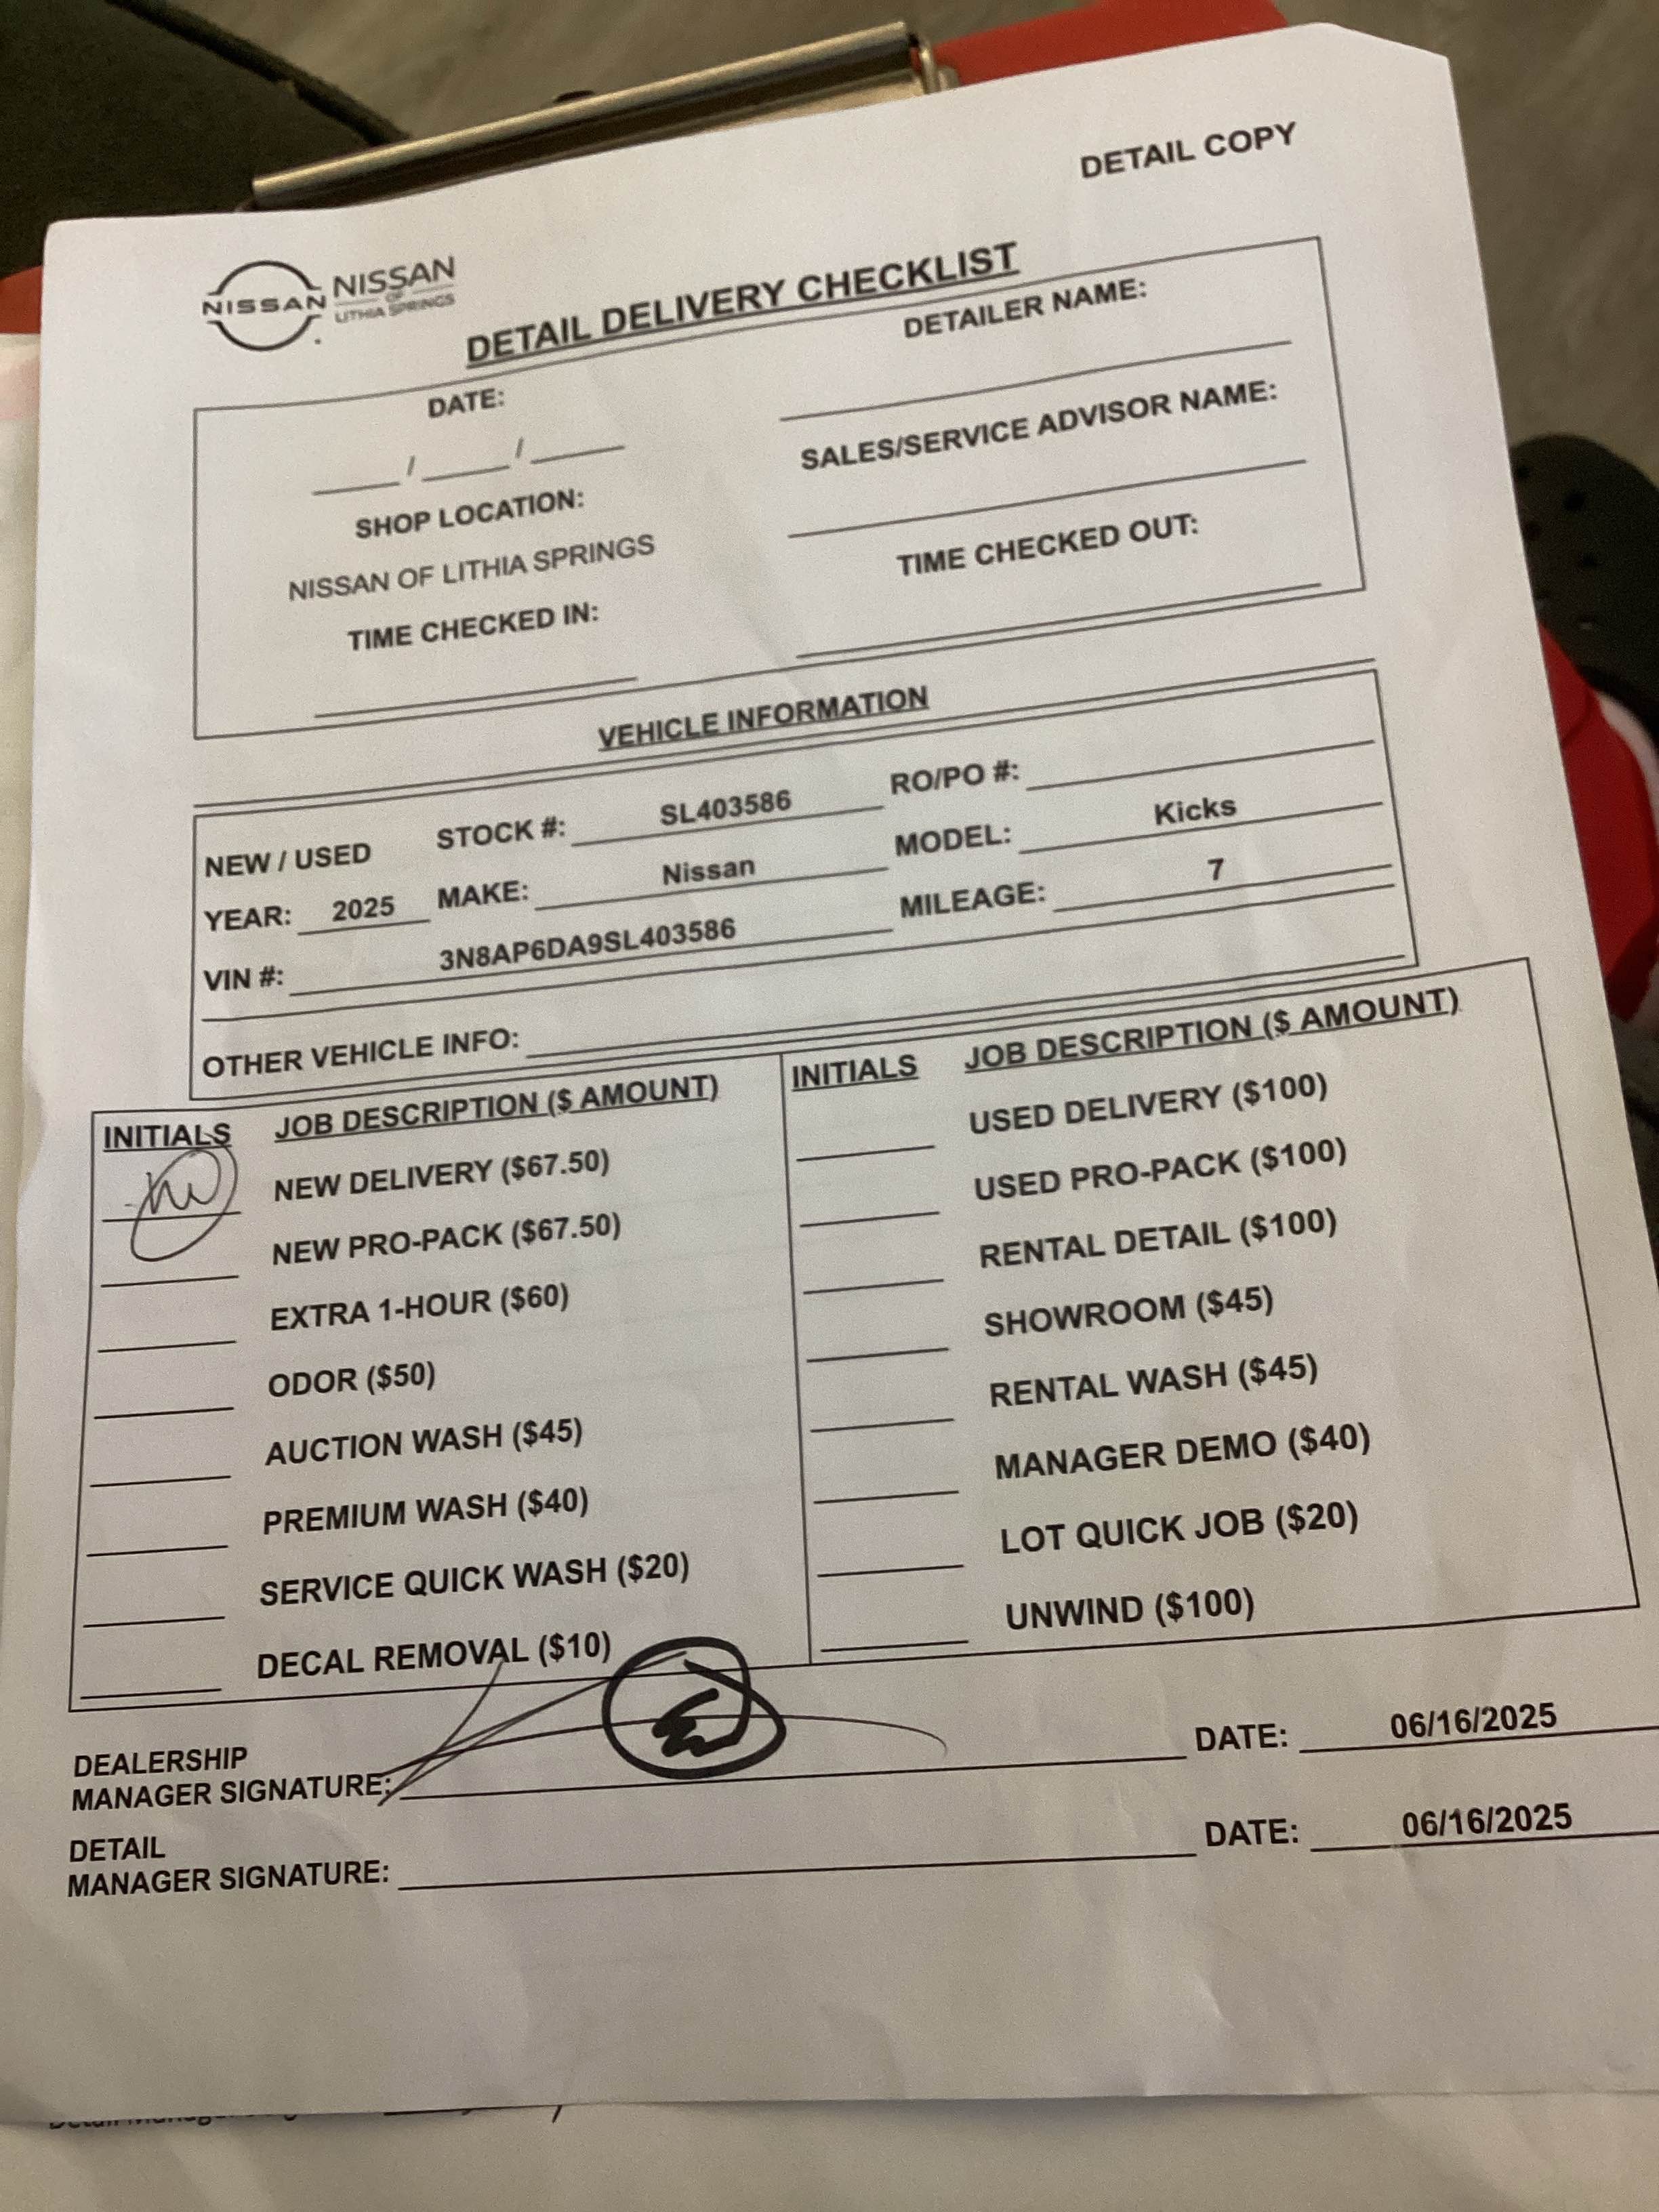 DETAIL COPY
NISSAN
NISSAN
OF
LITHIA SPRINGS
DETAIL DELIVERY CHECKLIST
DATE:
/ /
DETAILER NAME:
SHOP LOCATION:
NISSAN OF LITHIA SPRINGS
SALES/SERVICE ADVISOR NAME:
TIME CHECKED IN:
TIME CHECKED OUT:
VEHICLE INFORMATION
NEW / USED STOCK #: SL403586 RO/PO #:
YEAR: 2025 MAKE: Nissan MODEL: Kicks
VIN #: 3N8AP6DA9SL403586 MILEAGE: 7
OTHER VEHICLE INFO:
INITIALS JOB DESCRIPTION ($ AMOUNT)
NEW DELIVERY ($67.50)
NEW PRO-PACK ($67.50)
EXTRA 1-HOUR ($60)
ODOR ($50)
AUCTION WASH ($45)
PREMIUM WASH ($40)
SERVICE QUICK WASH ($20)
DECAL REMOVAL ($10)
INITIALS JOB DESCRIPTION ($ AMOUNT)
USED DELIVERY ($100)
USED PRO-PACK ($100)
RENTAL DETAIL ($100)
SHOWROOM ($45)
RENTAL WASH ($45)
MANAGER DEMO ($40)
LOT QUICK JOB ($20)
UNWIND ($100)
DEALERSHIP
MANAGER SIGNATURE: DATE: 06/16/2025
DETAIL
MANAGER SIGNATURE: DATE: 06/16/2025